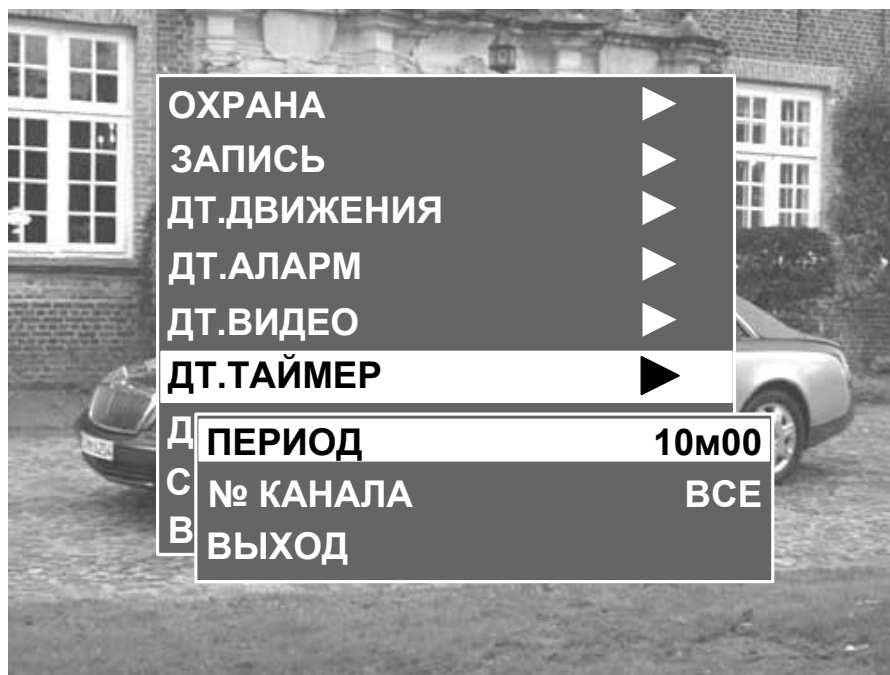 ОХРАНА
ЗАПИСЬ
ДТ.ДВИЖЕНИЯ
ДТ.АЛАРМ
ДТ.ВИДЕО
ДТ.ТАЙМЕР
Д
С
В
ПЕРИОД 10м00
№ КАНАЛА ВСЕ
ВЫХОД